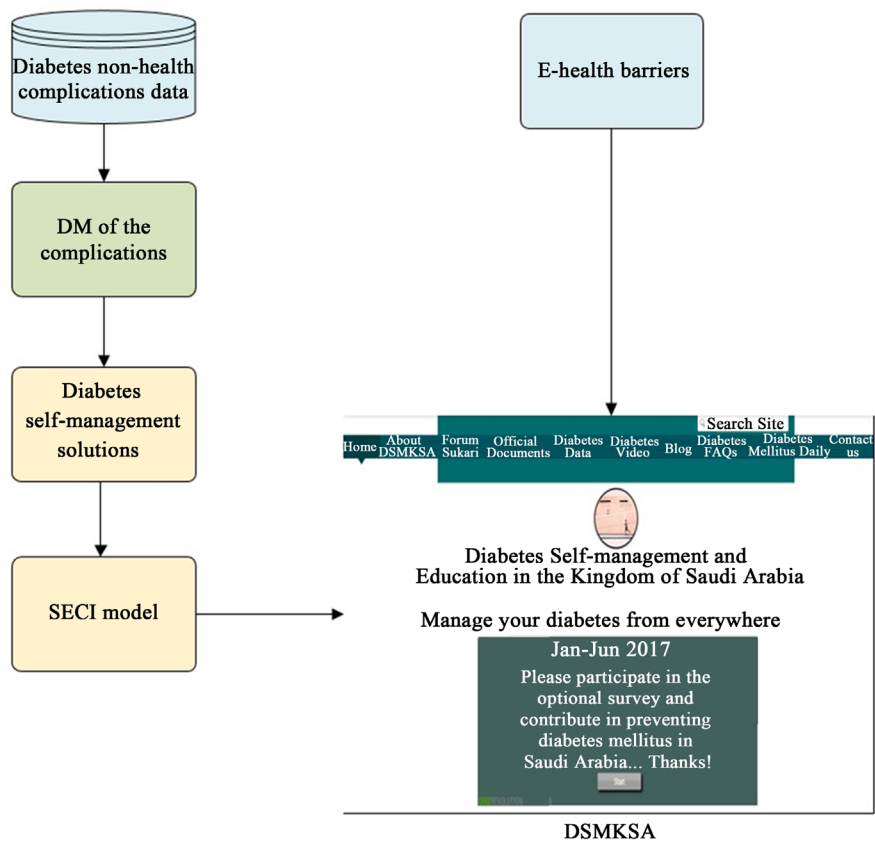 Diabetes non-health
complications data
E-health barriers
DM of the
complications
Diabetes
self-management
solutions
SECI model
Search Site
Home
About
DSMKSA
Forum
Sukari
Official
Documents
Diabetes
Data
Diabetes
Video
Blog
Diabetes
FAQs
Diabetes
Mellitus Daily
Contact
us
Diabetes Self-management and
Education in the Kingdom of Saudi Arabia
Manage your diabetes from everywhere
Jan-Jun 2017
Please participate in the
optional survey and
contribute in preventing
diabetes mellitus in
Saudi Arabia... Thanks!
Start
DSMKSA